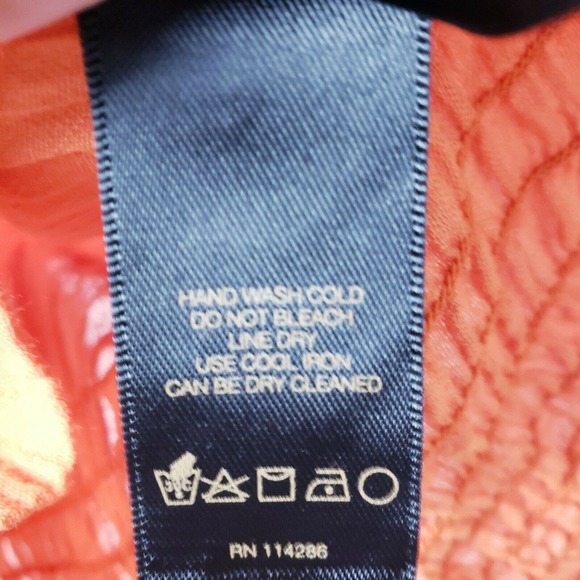 HAND WASH COLD
DO NOT BLEACH
LINE DRY
USE COOL IRON
CAN BE DRY CLEANED
RN 114286